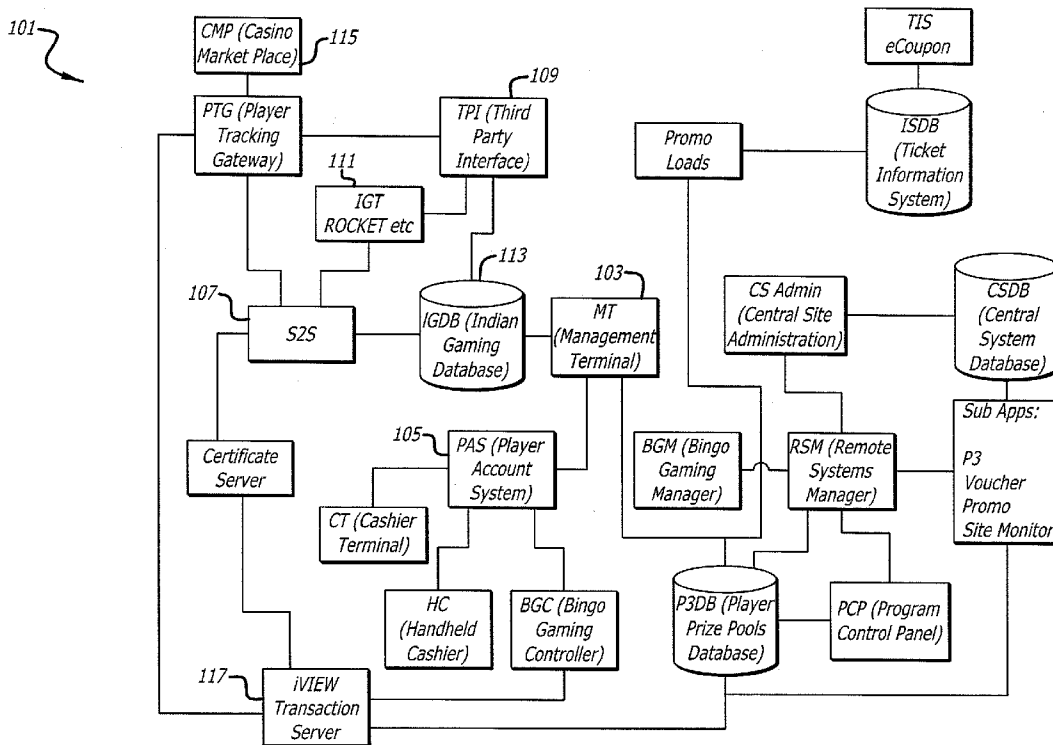 101
CMP (Casino
Market Place)
115
PTG (Player
Tracking
Gateway)
109
TPI (Third
Party
Interface)
111
IGT
ROCKET etc
TIS
eCoupon
ISDB
(Ticket
Information
System)
Promo
Loads
107
S2S
113
IGDB (Indian
Gaming
Database)
103
MT
(Management
Terminal)
CS Admin
(Central Site
Administration)
CSDB
(Central
System
Database)
Sub Apps:
P3
Voucher
Promo
Site Monitor
Certificate
Server
105
PAS (Player
Account
System)
BGM (Bingo
Gaming
Manager)
RSM (Remote
Systems
Manager)
CT (Cashier
Terminal)
HC
(Handheld
Cashier)
BGC (Bingo
Gaming
Controller)
P3DB (Player
Prize Pools
Database)
PCP (Program
Control Panel)
117
iVIEW
Transaction
Server